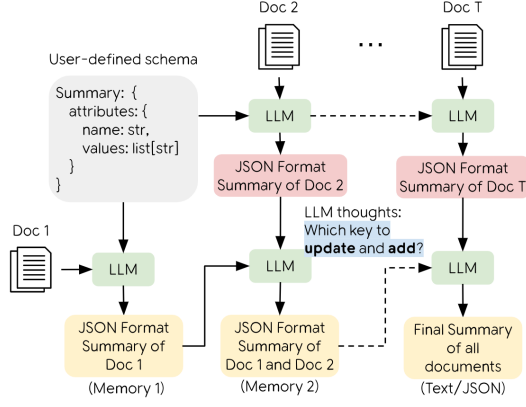 Doc 2
Doc T
...
User-defined schema
Summary: {
attributes: {
name: str,
values: list[str]
}
}
LLM
LLM
JSON Format
Summary of Doc 2
JSON Format
Summary of Doc T
LLM thoughts:
Which key to
update and add?
Doc 1
LLM
LLM
LLM
JSON Format
Summary of
Doc 1
(Memory 1)
JSON Format
Summary of
Doc 1 and Doc 2
(Memory 2)
Final Summary
of all
documents
(Text/JSON)